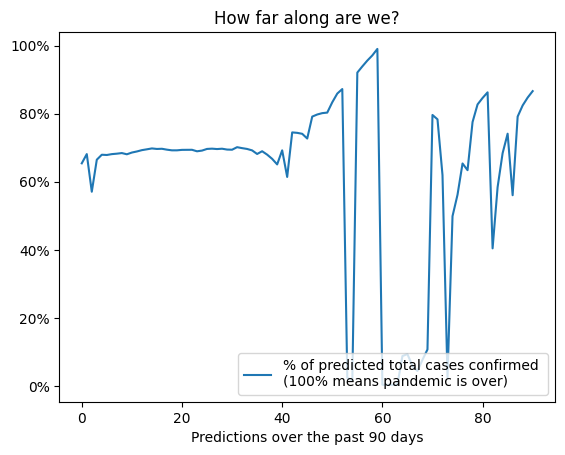 How far along are we?
100%
80%
60%
40%
20%
0%
% of predicted total cases confirmed
(100% means pandemic is over)
0
20
40
60
80
Predictions over the past 90 days